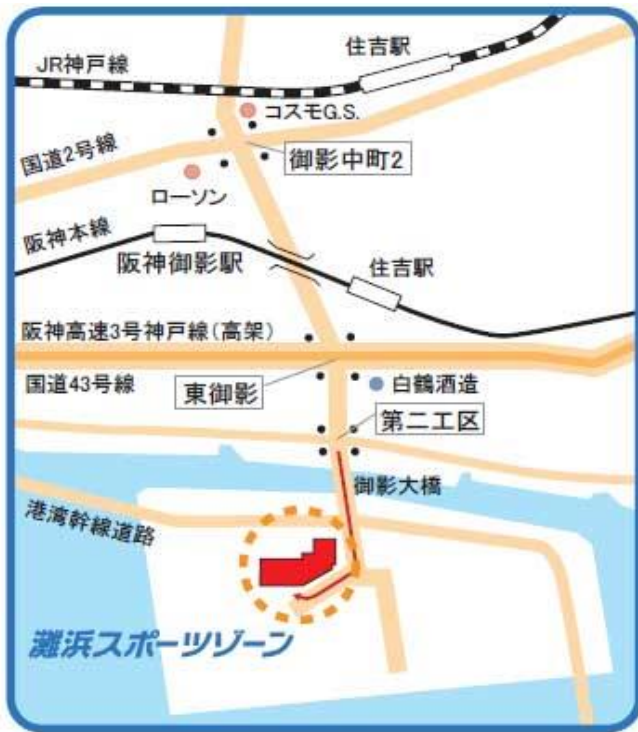 住吉駅
JR神戸線
コスモG.S.
国道2号線
御影中町2
ローソン
阪神本線
阪神御影駅
住吉駅
阪神高速3号神戸線(高架)
国道43号線
白鶴酒造
東御影
第二工区
御影大橋
港湾幹線道路
灘浜スポーツゾーン